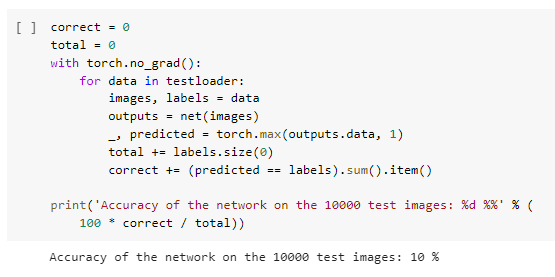 [ ] correct = 0
total = 0
with torch.no_grad():
    for data in testloader:
        images, labels = data
        outputs = net(images)
        _, predicted = torch.max(outputs.data, 1)
        total += labels.size(0)
        correct += (predicted == labels).sum().item()

print('Accuracy of the network on the 10000 test images: %d %%' % (
    100 * correct / total))

Accuracy of the network on the 10000 test images: 10 %